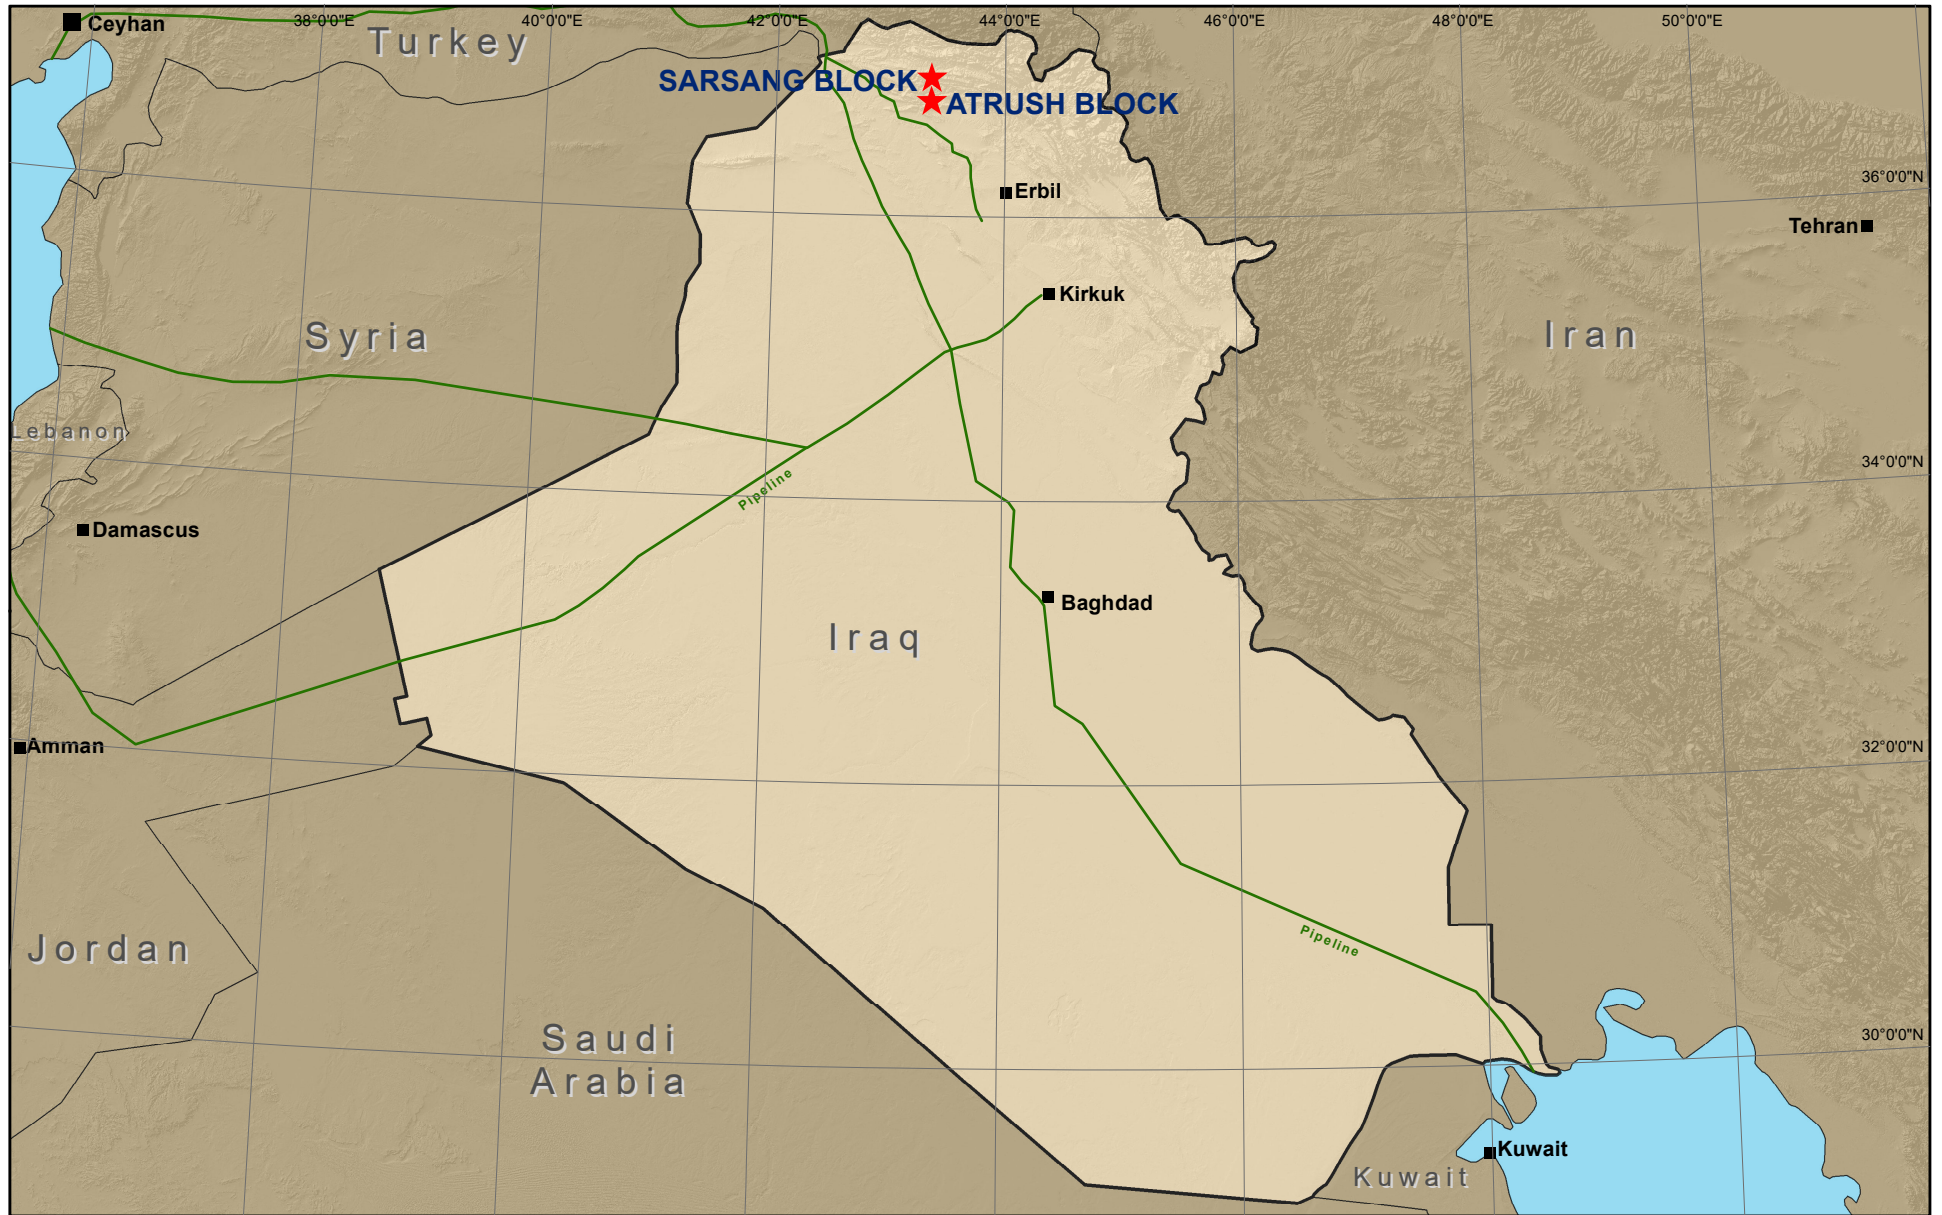 38°0'0"E
40°0'0"E
42°0'0"E
44°0'0"E
46°0'0"E
48°0'0"E
50°0'0"E
Ceyhan
Turkey
SARSANG BLOCK
ATRUSH BLOCK
36°0'0"N
Erbil
Tehran
Kirkuk
Syria
Iran
Lebanon
34°0'0"N
Pipeline
Damascus
Baghdad
Iraq
Amman
32°0'0"N
Pipeline
Jordan
Saudi
Arabia
30°0'0"N
Kuwait
Kuwait